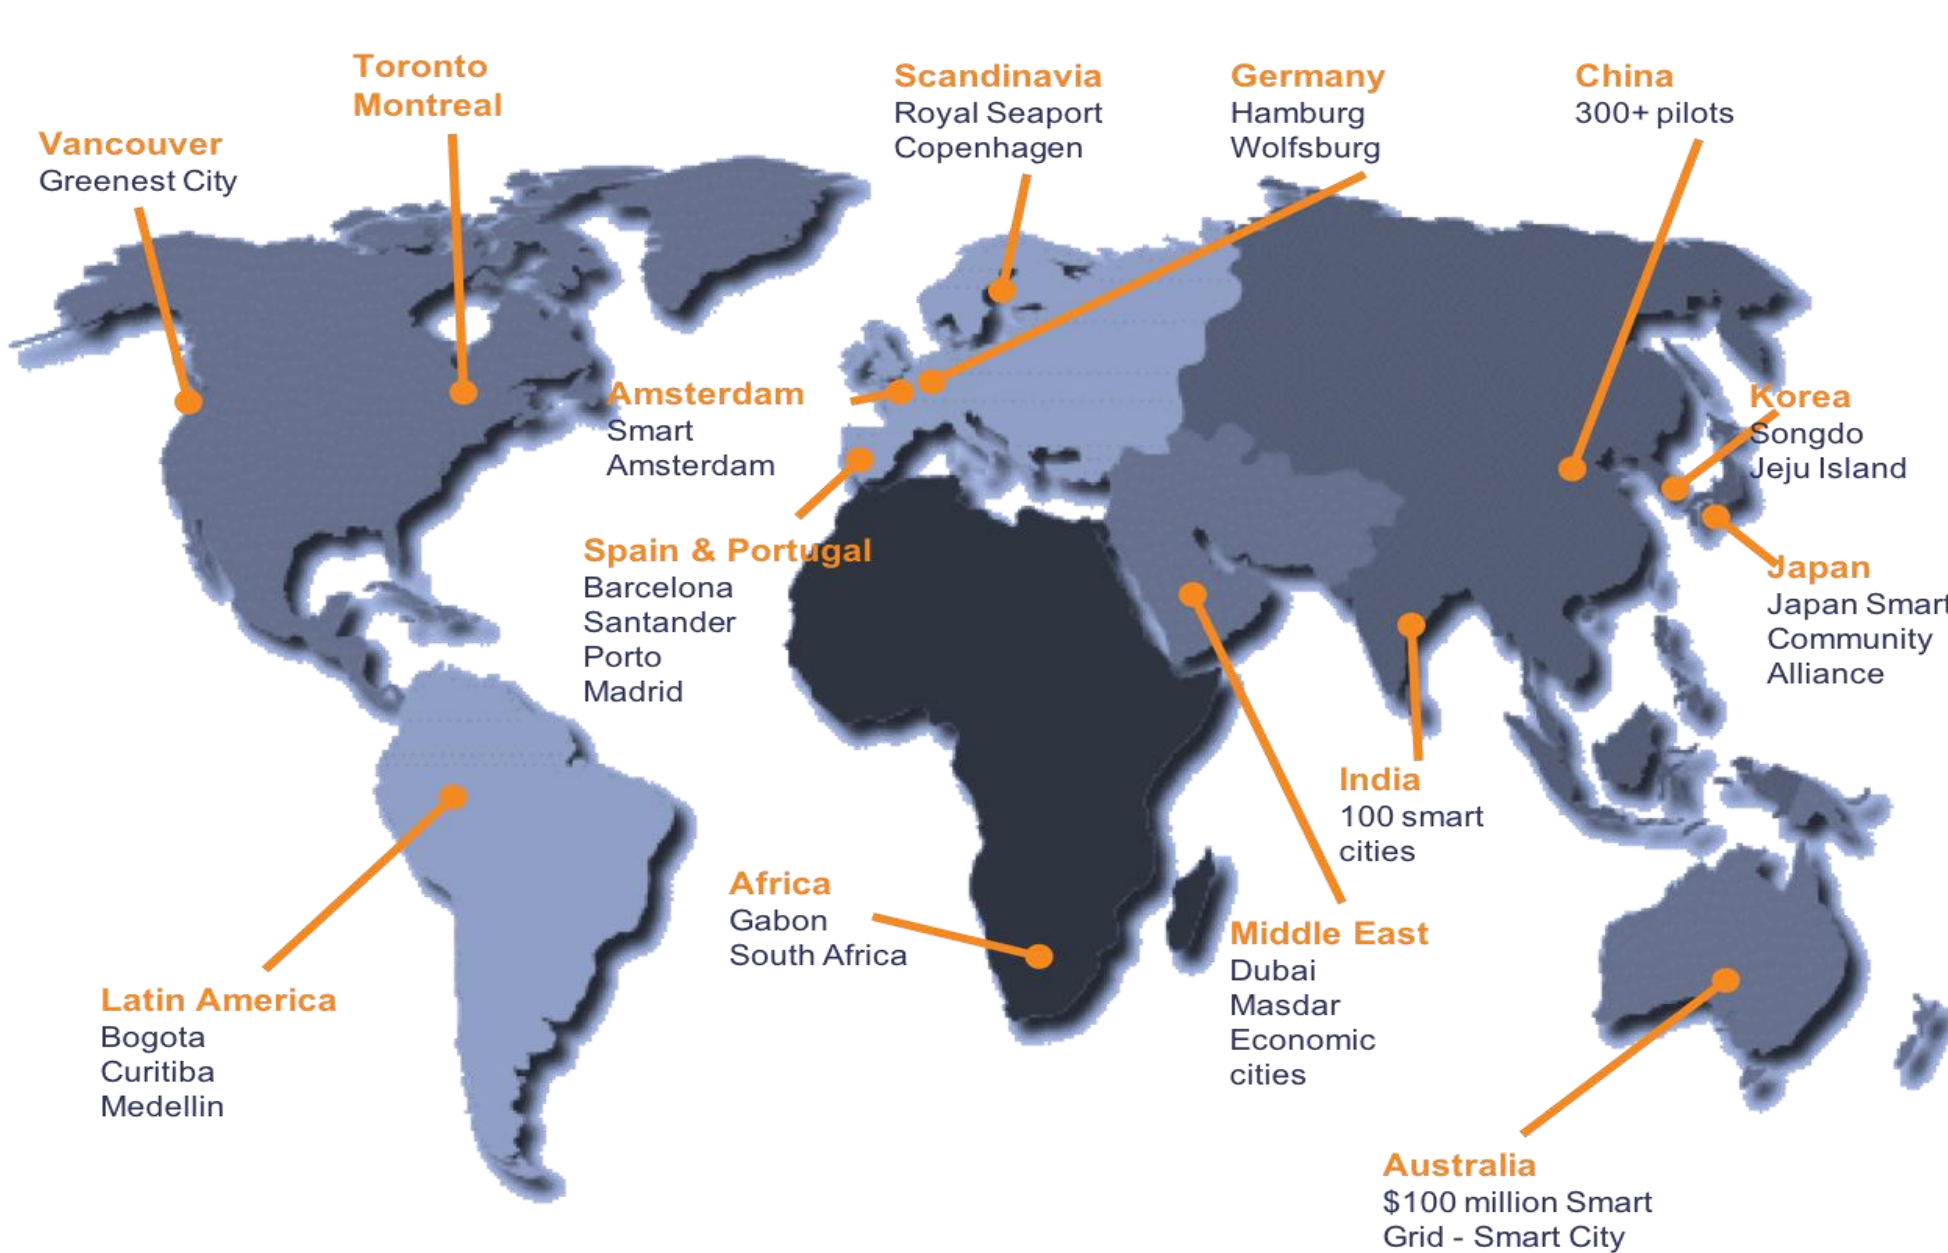 Toronto
Montreal
Vancouver
Greenest City
Scandinavia
Royal Seaport
Copenhagen
Germany
Hamburg
Wolfsburg
China
300+ pilots
Amsterdam
Smart
Amsterdam
Korea
Songdo
Jeju Island
Spain & Portugal
Barcelona
Santander
Porto
Madrid
Japan
Japan Smart
Community
Alliance
India
100 smart
cities
Africa
Gabon
South Africa
Middle East
Dubai
Masdar
Economic
cities
Latin America
Bogota
Curitiba
Medellin
Australia
$100 million Smart
Grid - Smart City